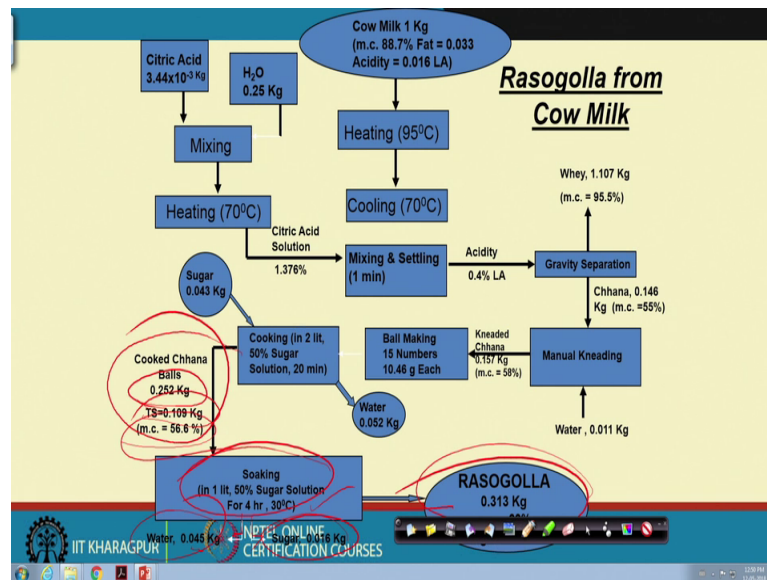 Cow Milk 1 Kg
(m.c. 88.7% Fat = 0.033
Acidity = 0.016 LA)
Rasogolla from
Cow Milk
Citric Acid
3.44x10⁻³ Kg
H₂O
0.25 Kg
Mixing
Heating (95⁰C)
Heating (70⁰C)
Cooling (70⁰C)
Whey, 1.107 Kg
(m.c. = 95.5%)
Citric Acid
Solution
1.376%
Mixing & Settling
(1 min)
Acidity
0.4% LA
Gravity Separation
Chhana, 0.146
Kg (m.c. =55%)
Sugar
0.043 Kg
Cooking (in 2 lit,
50% Sugar
Solution, 20 min)
Ball Making
15 Numbers
10.46 g Each
Kneaded
Chhana
0.157 Kg
(m.c. = 58%)
Manual Kneading
Water , 0.011 Kg
Cooked Chhana
Balls
0.252 Kg
TS=0.109 Kg
(m.c. = 56.6 %)
Water
0.052 Kg
Soaking
(in 1 lit, 50% Sugar Solution
For 4 hr , 30⁰C)
RASOGOLLA
0.313 Kg
Water, 0.045 Kg
Sugar, 0.016 Kg
IIT KHARAGPUR
NPTEL ONLINE
CERTIFICATION COURSES
12:59 PM